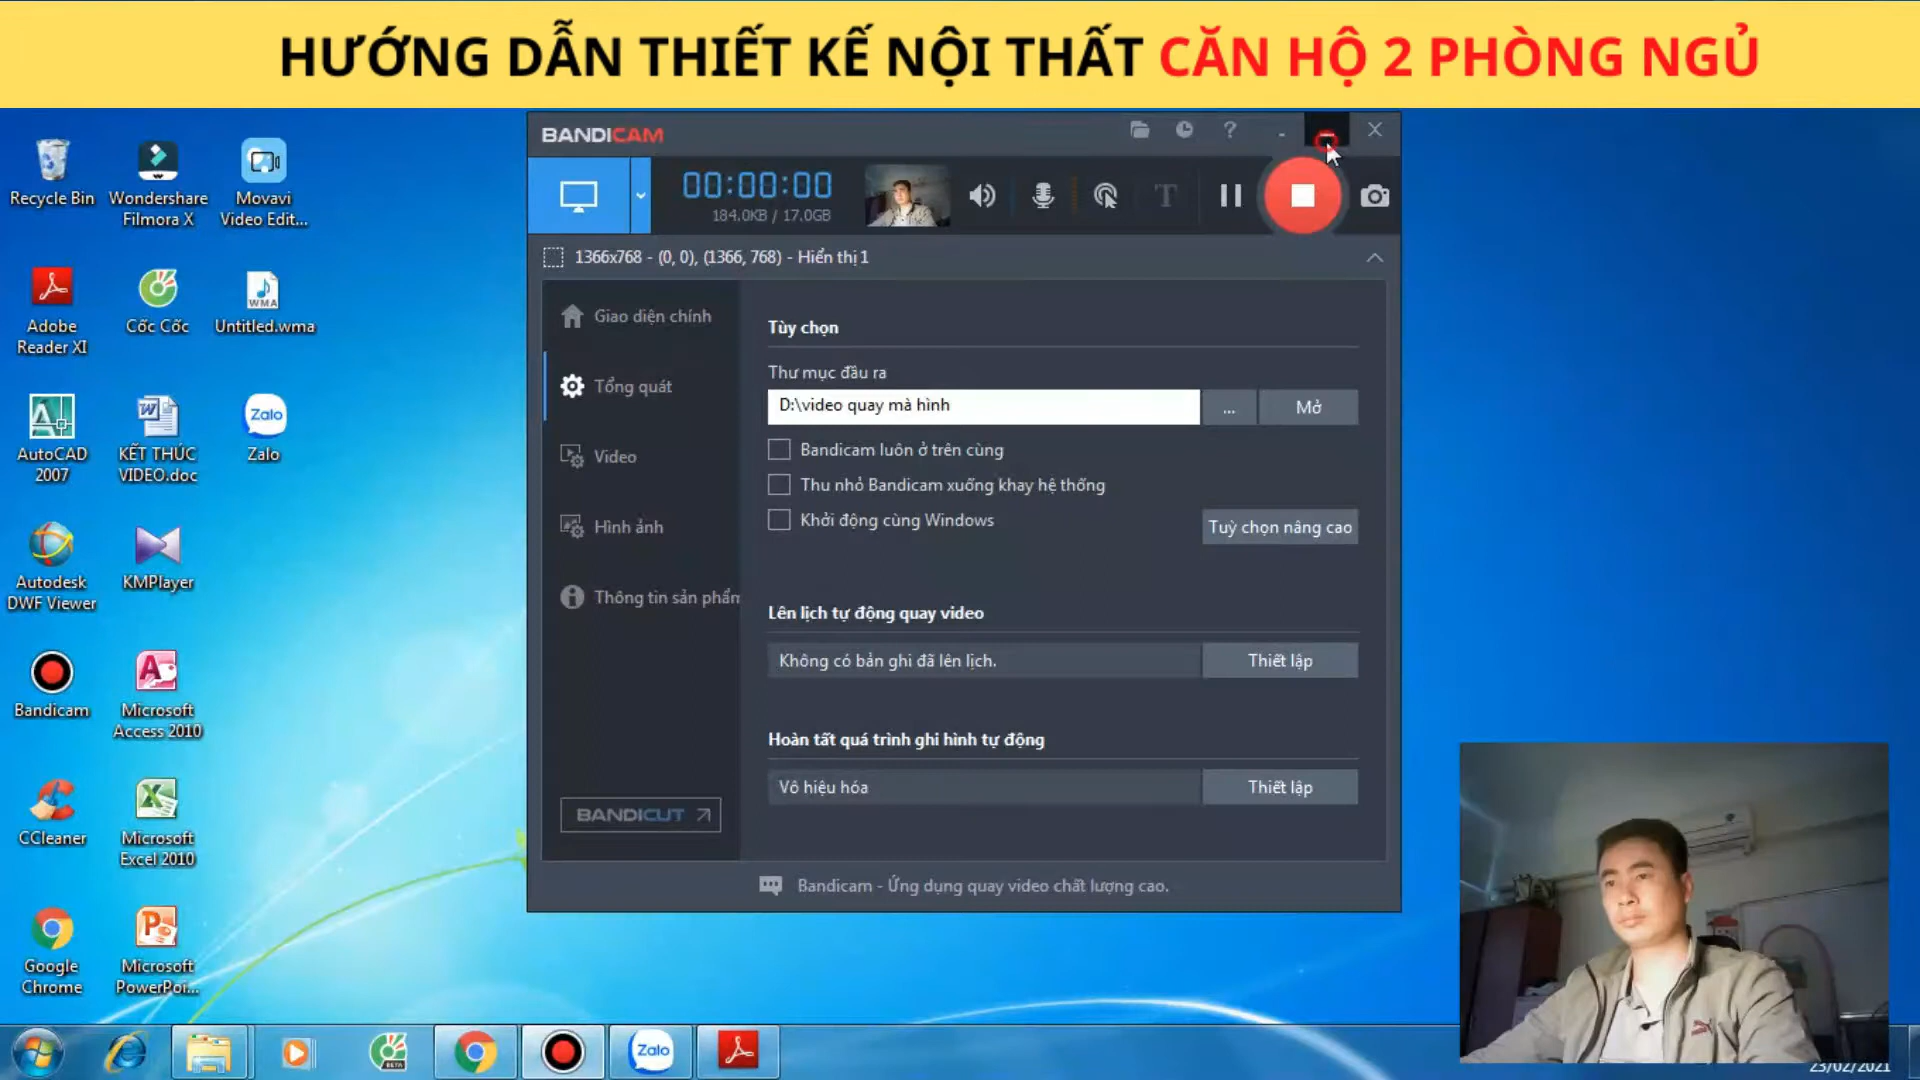 HƯỚNG DẪN THIẾT KẾ NỘI THẤT CĂN HỘ 2 PHÒNG NGỦ
BANDICAM
?
00:00:00
184.0KB / 17.0GB
T
1366x768 - (0, 0), (1366, 768) - Hiển thị 1
Giao diện chính
Tổng quát
Video
Hình ảnh
Thông tin sản phẩm
BANDICUT
Tùy chọn
Thư mục đầu ra
D:\video quay mà hình
...
Mở
Bandicam luôn ở trên cùng
Thu nhỏ Bandicam xuống khay hệ thống
Khởi động cùng Windows
Tuỳ chọn nâng cao
Lên lịch tự động quay video
Không có bản ghi đã lên lịch.
Thiết lập
Hoàn tất quá trình ghi hình tự động
Vô hiệu hóa
Thiết lập
Bandicam - Ứng dụng quay video chất lượng cao.
Recycle Bin
Wondershare
Filmora X
Movavi
Video Edit...
Adobe
Reader XI
Cốc Cốc
WMA
Untitled.wma
AutoCAD
2007
KẾT THÚC
VIDEO.doc
Zalo
Zalo
Autodesk
DWF Viewer
KMPlayer
Bandicam
Microsoft
Access 2010
CCleaner
Microsoft
Excel 2010
Google
Chrome
Microsoft
PowerPoi...
BETA
Zalo
23/02/2021